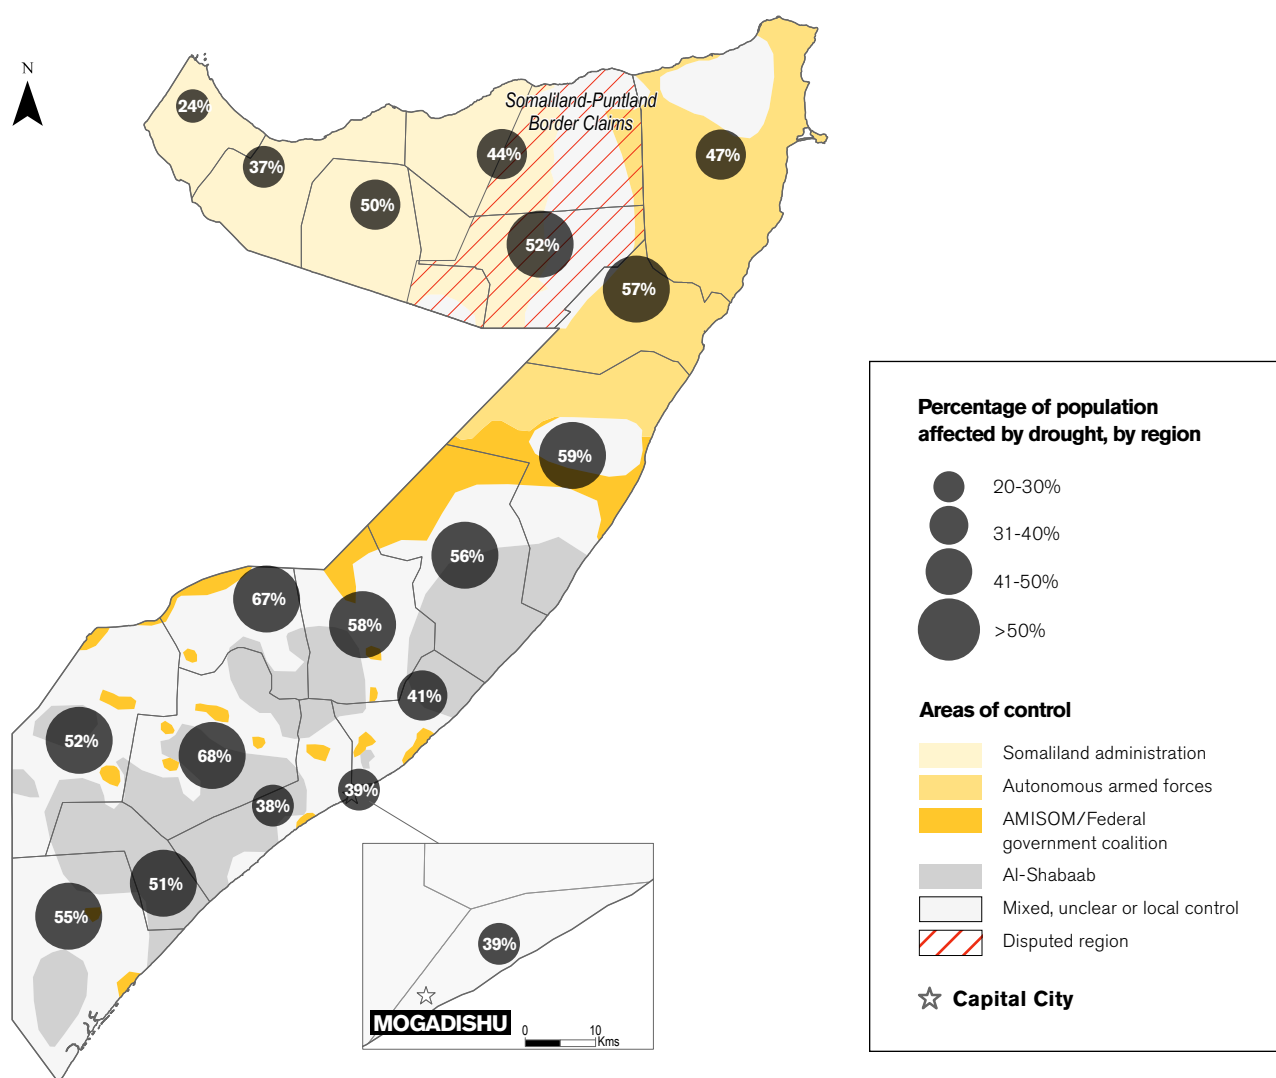 N
Somaliland-Puntland
Border Claims
24%
37%
44%
47%
50%
52%
57%
59%
56%
67%
58%
41%
52%
68%
38%
39%
51%
55%
39%
MOGADISHU
0 10
Kms
Percentage of population
affected by drought, by region
20-30%
31-40%
41-50%
>50%
Areas of control
Somaliland administration
Autonomous armed forces
AMISOM/Federal
government coalition
Al-Shabaab
Mixed, unclear or local control
Disputed region
Capital City